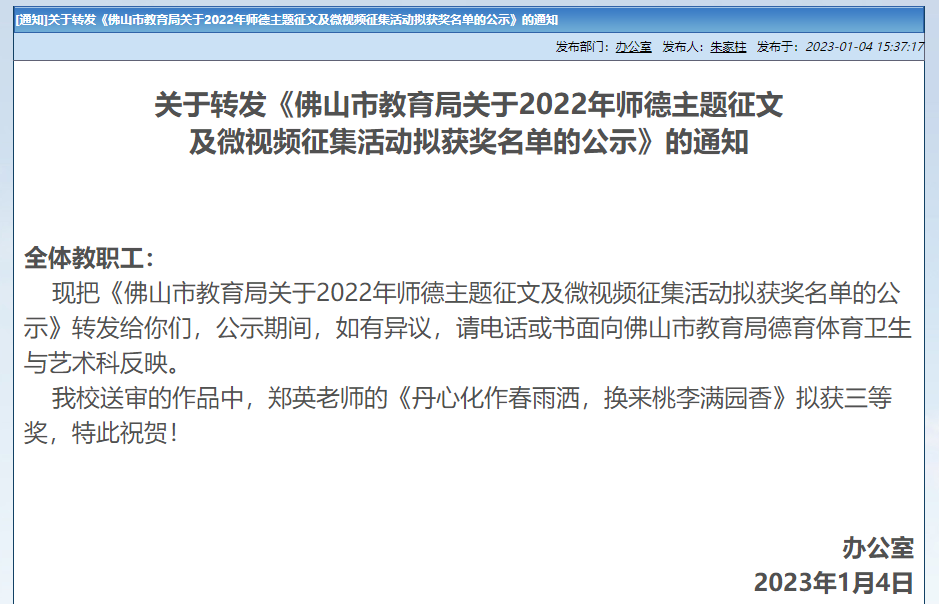 [通知]关于转发《佛山市教育局关于2022年师德主题征文及微视频征集活动拟获奖名单的公示》的通知
发布部门：办公室 发布人：朱家柱 发布于：2023-01-04 15:37:17
关于转发《佛山市教育局关于2022年师德主题征文
及微视频征集活动拟获奖名单的公示》的通知
全体教职工：
现把《佛山市教育局关于2022年师德主题征文及微视频征集活动拟获奖名单的公
示》转发给你们，公示期间，如有异议，请电话或书面向佛山市教育局德育体育卫生
与艺术科反映。
我校送审的作品中，郑英老师的《丹心化作春雨洒，换来桃李满园香》拟获三等
奖，特此祝贺！
办公室
2023年1月4日